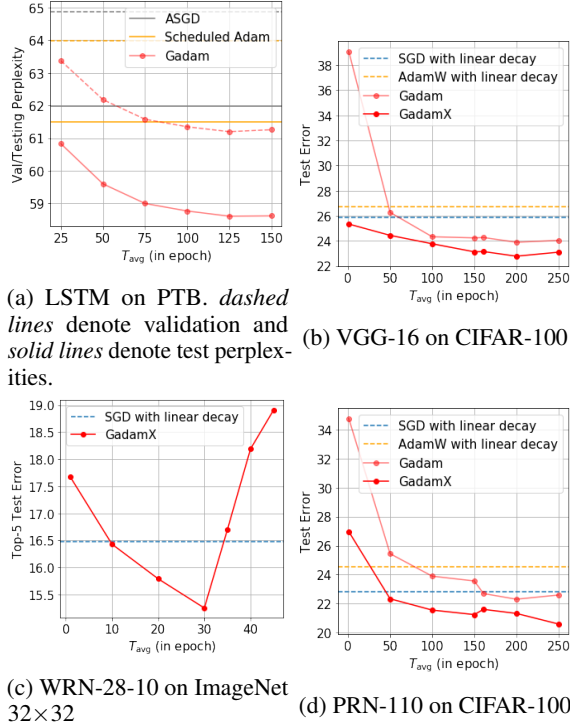 65
64
63
62
61
60
59
Val/Testing Perplexity
ASGD
Scheduled Adam
Gadam
25 50 75 100 125 150
T_avg (in epoch)
(a) LSTM on PTB. dashed
lines denote validation and
solid lines denote test perplex-
ities.
38
36
34
32
30
28
26
24
22
Test Error
SGD with linear decay
AdamW with linear decay
Gadam
GadamX
0 50 100 150 200 250
T_avg (in epoch)
(b) VGG-16 on CIFAR-100
19.0
18.5
18.0
17.5
17.0
16.5
16.0
15.5
Top-5 Test Error
SGD with linear decay
GadamX
0 10 20 30 40
T_avg (in epoch)
(c) WRN-28-10 on ImageNet
32×32
34
32
30
28
26
24
22
20
Test Error
SGD with linear decay
AdamW with linear decay
Gadam
GadamX
0 50 100 150 200 250
T_avg (in epoch)
(d) PRN-110 on CIFAR-100